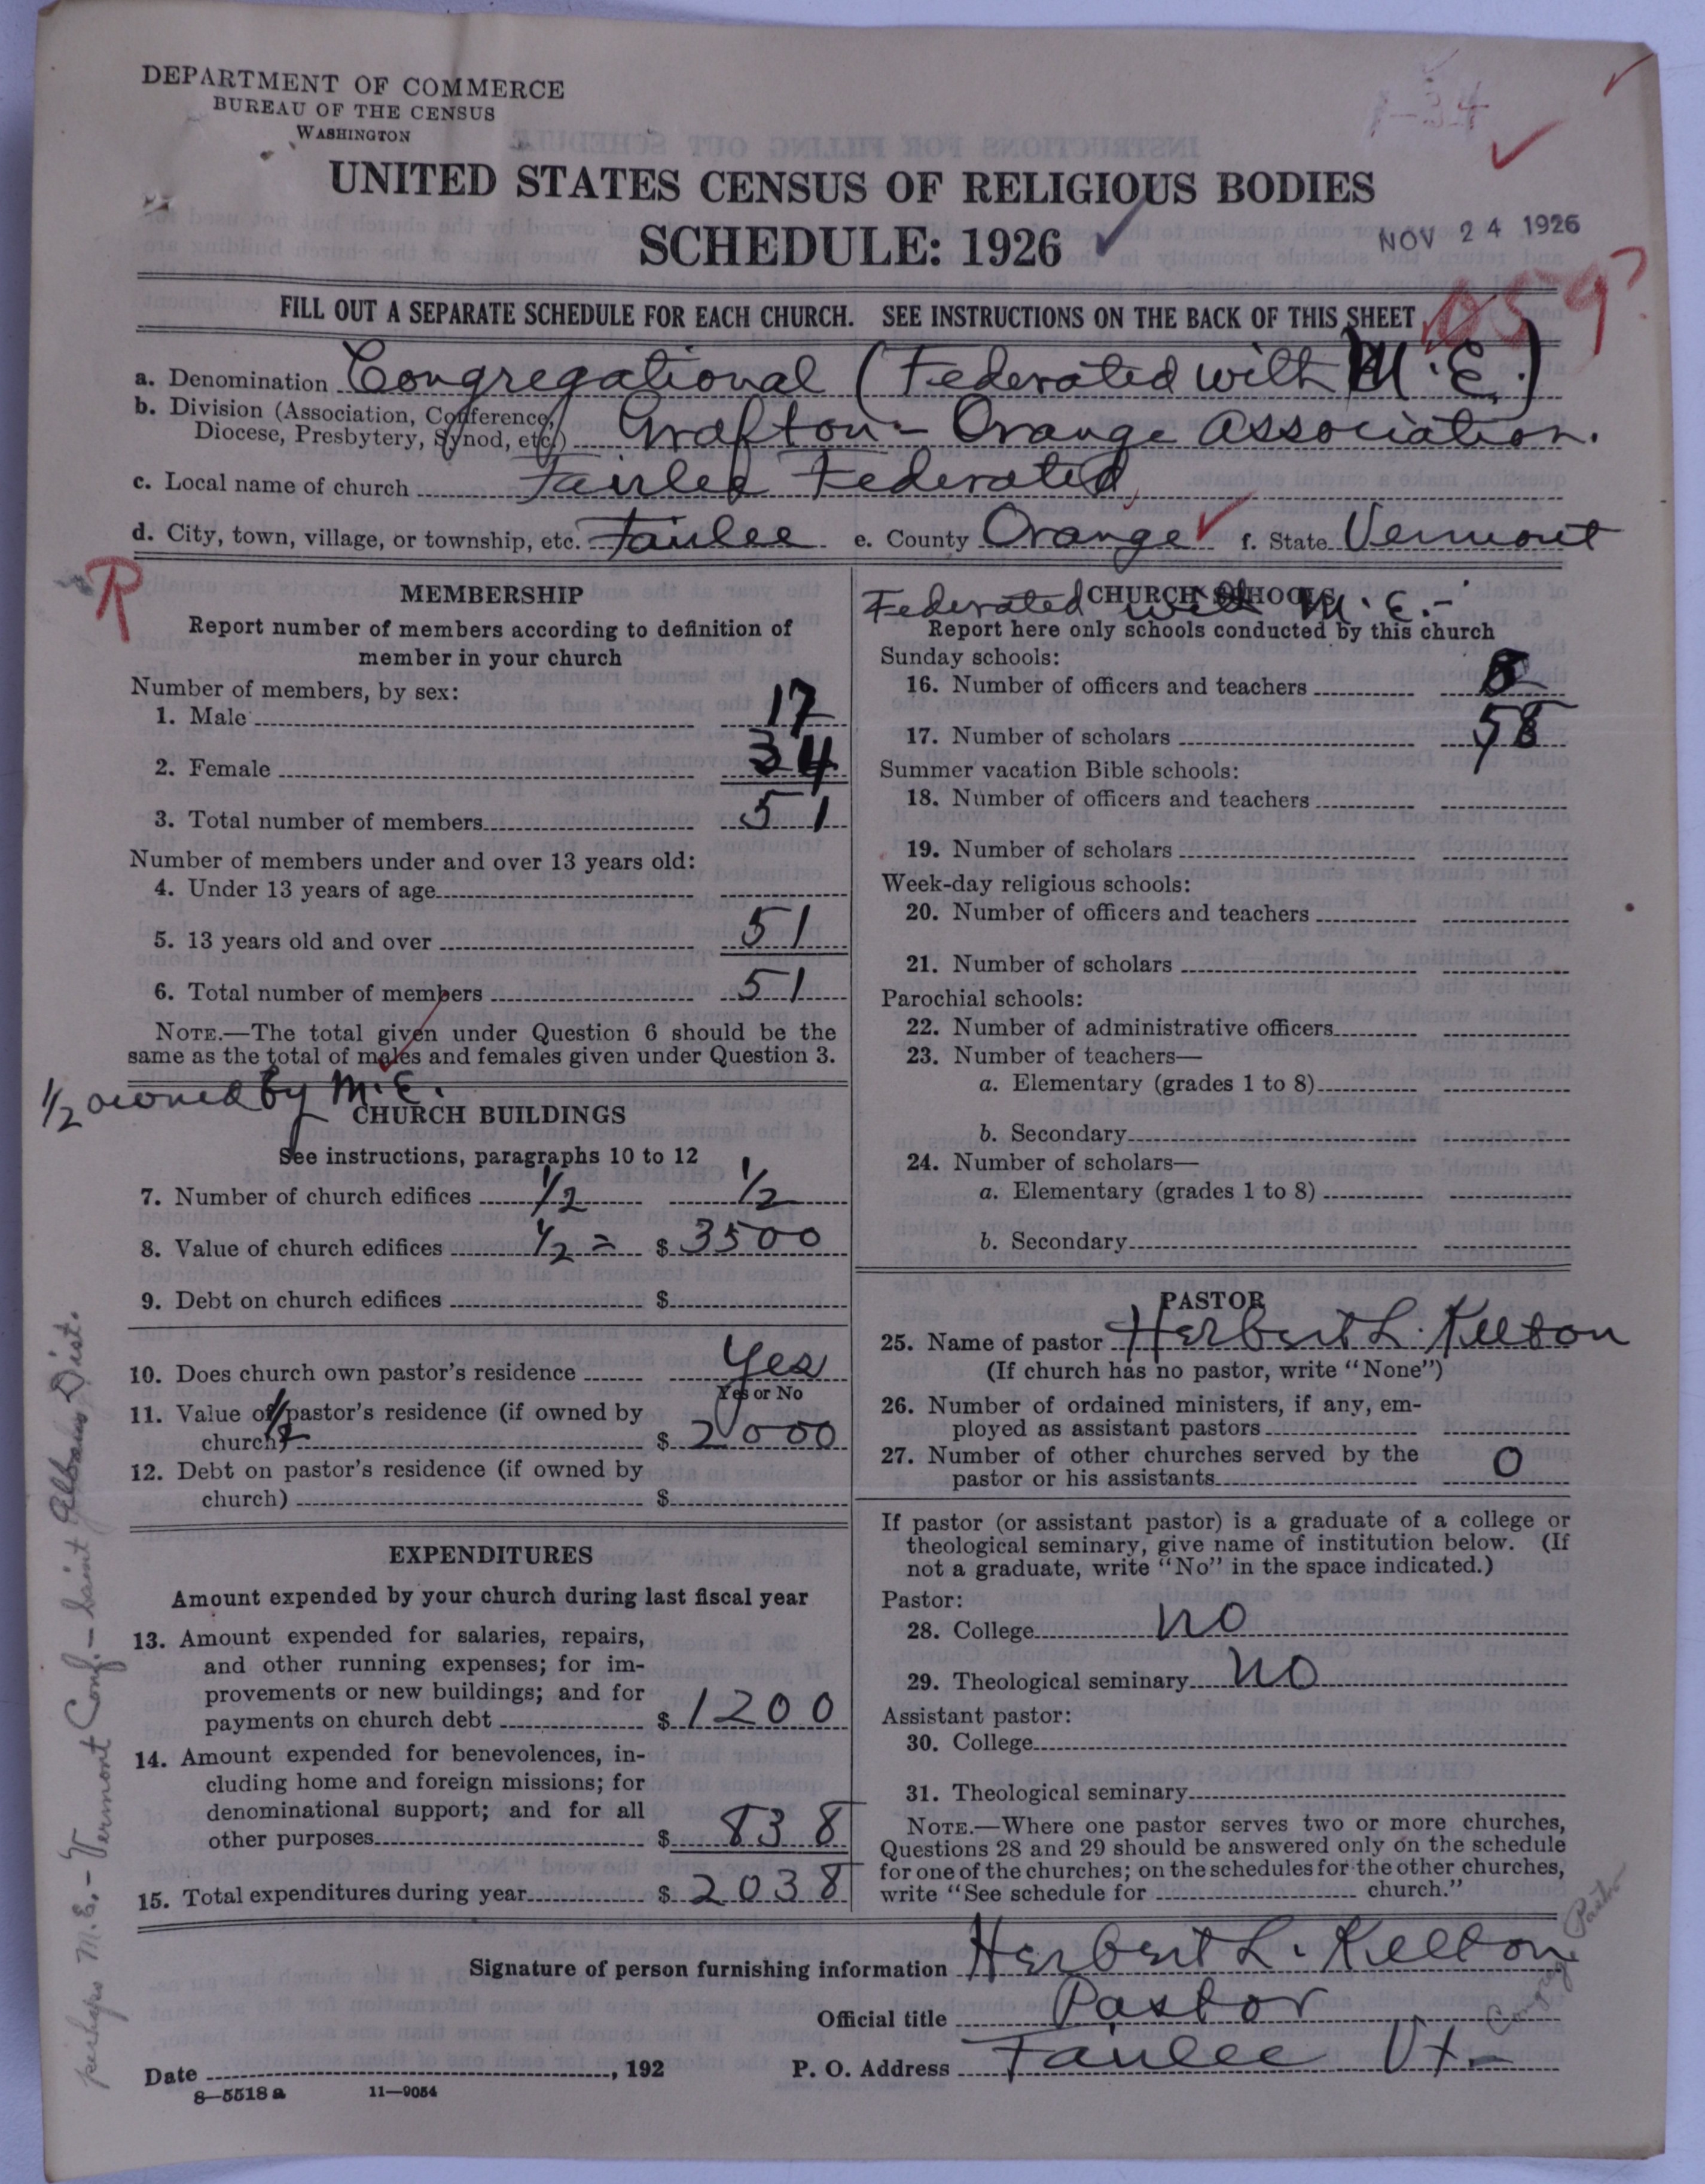 DEPARTMENT OF COMMERCE
BUREAU OF THE CENSUS
WASHINGTON
UNITED STATES CENSUS OF RELIGIOUS BODIES
SCHEDULE: 1926
NOV 24 1926
FILL OUT A SEPARATE SCHEDULE FOR EACH CHURCH. SEE INSTRUCTIONS ON THE BACK OF THIS SHEET
a. Denomination Congregational (Federated with M.E.)
b. Division (Association, Conference,
Diocese, Presbytery, Synod, etc.) Grafton-Orange Association.
c. Local name of church Fairlee Federated
d. City, town, village, or township, etc. Fairlee e. County Orange f. State Vermont
R
MEMBERSHIP
Report number of members according to definition of
member in your church
Number of members, by sex:
1. Male 17
2. Female 34
3. Total number of members 51
Number of members under and over 13 years old:
4. Under 13 years of age
5. 13 years old and over 51
6. Total number of members 51
NOTE.—The total given under Question 6 should be the
same as the total of males and females given under Question 3.
1/2 owned by M.E.
CHURCH BUILDINGS
See instructions, paragraphs 10 to 12
7. Number of church edifices 1/2 1/2
8. Value of church edifices 1/2 = $ 3500
9. Debt on church edifices $
10. Does church own pastor's residence Yes
Yes or No
11. Value of 1/2 pastor's residence (if owned by
church) $ 2000
12. Debt on pastor's residence (if owned by
church) $
EXPENDITURES
Amount expended by your church during last fiscal year
13. Amount expended for salaries, repairs,
and other running expenses; for im-
provements or new buildings; and for
payments on church debt $ 1200
14. Amount expended for benevolences, in-
cluding home and foreign missions; for
denominational support; and for all
other purposes $ 838
15. Total expenditures during year $ 2038
Federated with M.E.-
CHURCH SCHOOLS
Report here only schools conducted by this church
Sunday schools:
16. Number of officers and teachers 8
17. Number of scholars 58
Summer vacation Bible schools:
18. Number of officers and teachers
19. Number of scholars
Week-day religious schools:
20. Number of officers and teachers
21. Number of scholars
Parochial schools:
22. Number of administrative officers
23. Number of teachers—
a. Elementary (grades 1 to 8)
b. Secondary
24. Number of scholars—
a. Elementary (grades 1 to 8)
b. Secondary
PASTOR
25. Name of pastor Herbert L. Kelton
(If church has no pastor, write "None")
26. Number of ordained ministers, if any, em-
ployed as assistant pastors
27. Number of other churches served by the
pastor or his assistants 0
If pastor (or assistant pastor) is a graduate of a college or
theological seminary, give name of institution below. (If
not a graduate, write "No" in the space indicated.)
Pastor:
28. College no
29. Theological seminary no
Assistant pastor:
30. College
31. Theological seminary
NOTE.—Where one pastor serves two or more churches,
Questions 28 and 29 should be answered only on the schedule
for one of the churches; on the schedules for the other churches,
write "See schedule for church."
Signature of person furnishing information Herbert L. Kelton
Official title Pastor
Congreg. Pastor
Date , 192 P. O. Address Fairlee Vt-
8—5518 a 11—9054
perhaps M.E.- Vermont Conf.- Saint Albans Dist.